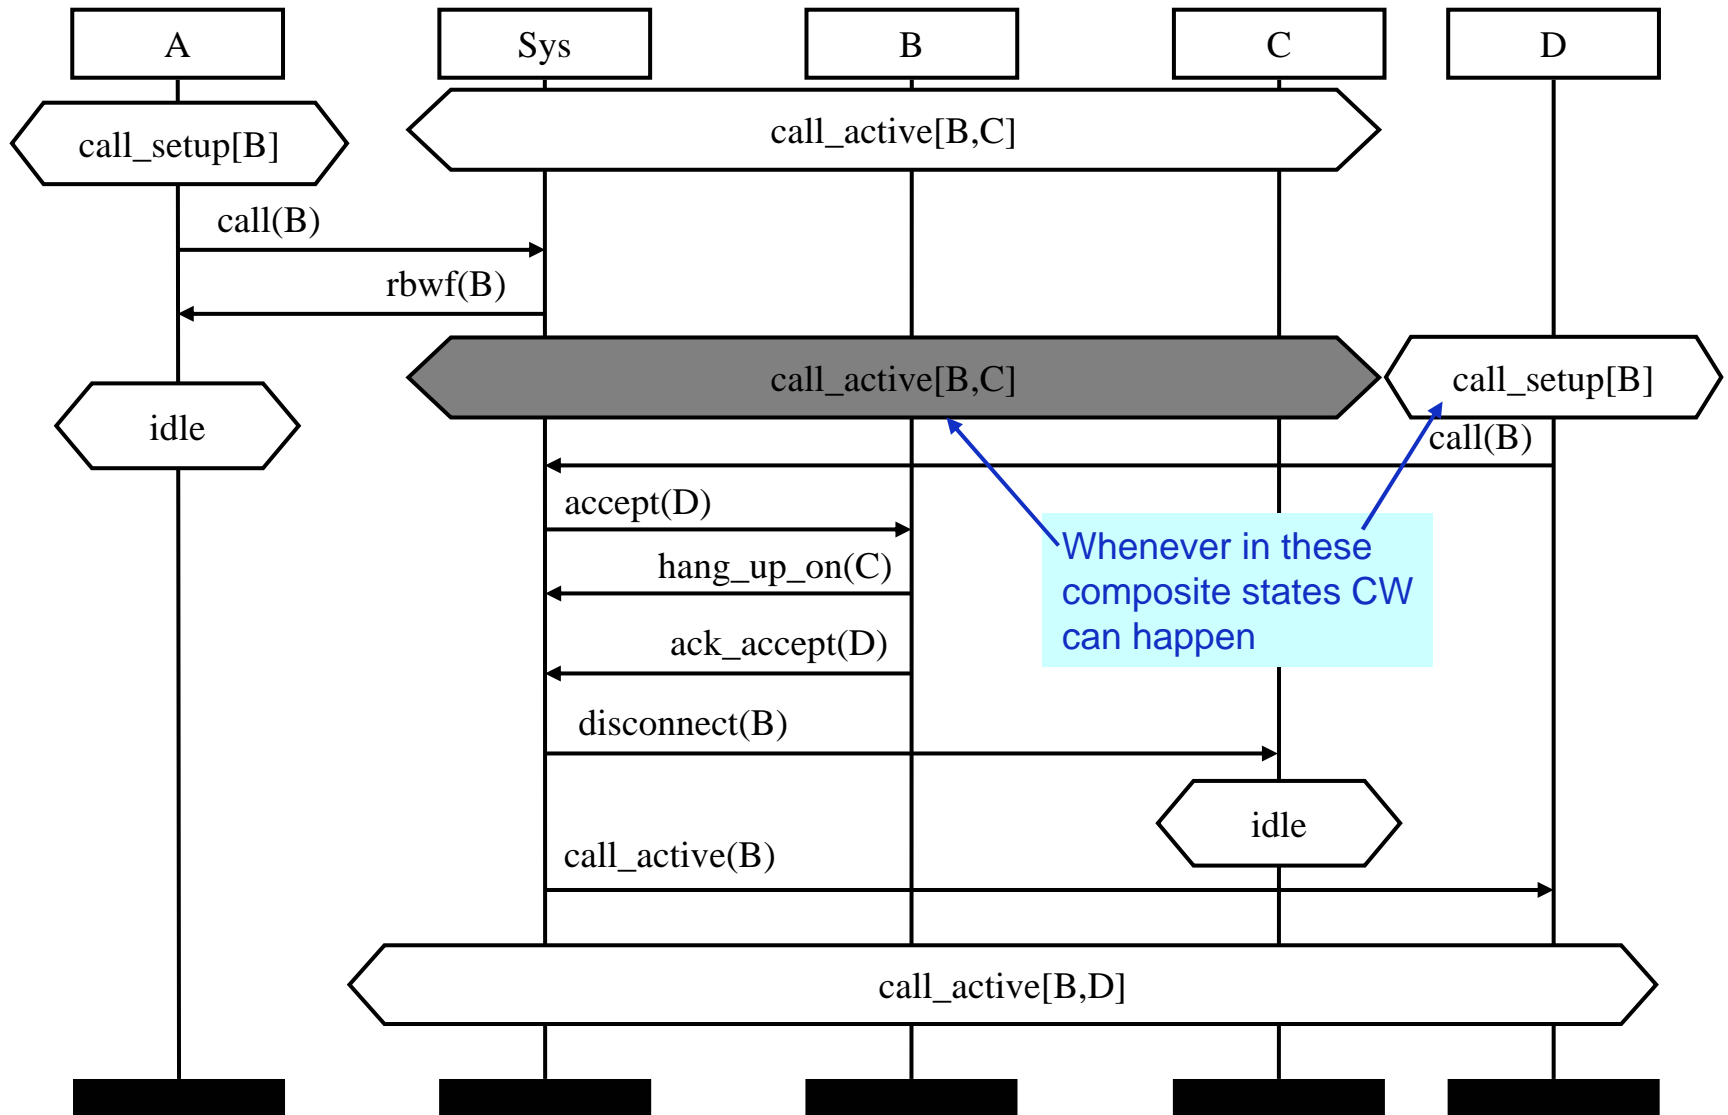 A
Sys
B
C
D
call_setup[B]
call_active[B,C]
call(B)
rbwf(B)
call_active[B,C]
call_setup[B]
idle
call(B)
accept(D)
Whenever in these
composite states CW
can happen
hang_up_on(C)
ack_accept(D)
disconnect(B)
idle
call_active(B)
call_active[B,D]